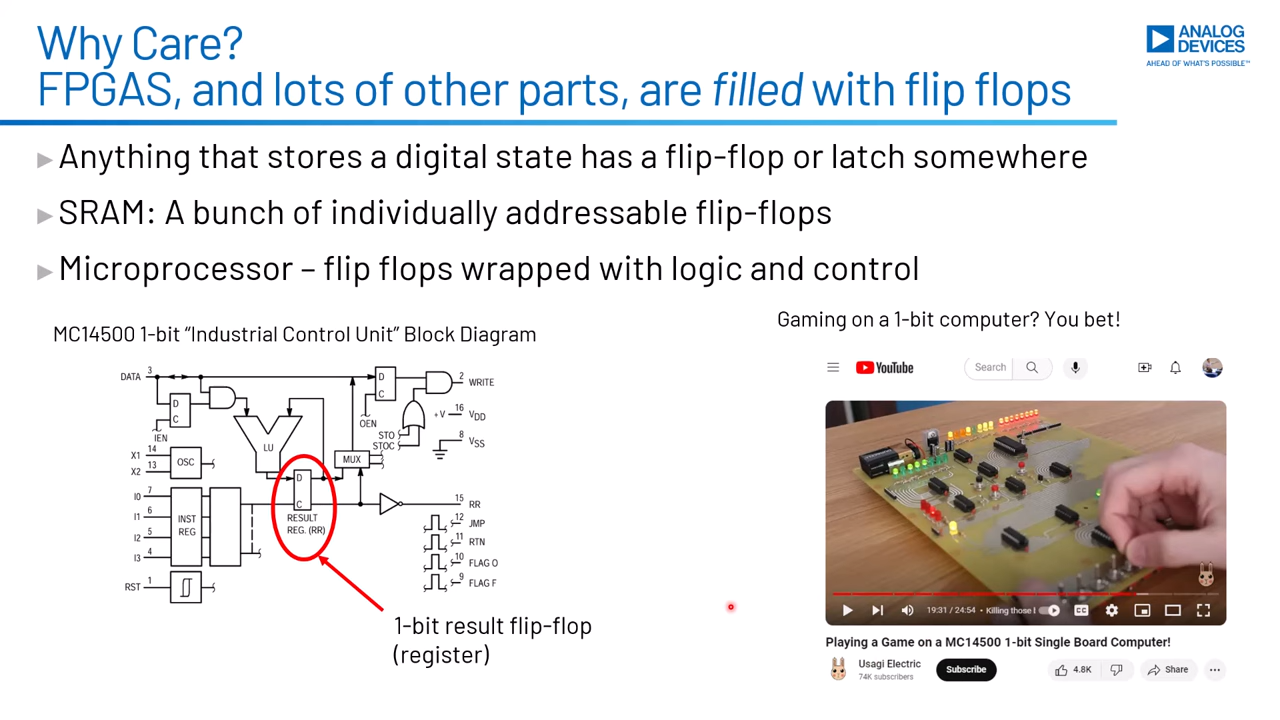 Why Care?
FPGAS, and lots of other parts, are filled with flip flops
ANALOG
DEVICES
AHEAD OF WHAT'S POSSIBLE™
Anything that stores a digital state has a flip-flop or latch somewhere
SRAM: A bunch of individually addressable flip-flops
Microprocessor – flip flops wrapped with logic and control
MC14500 1-bit “Industrial Control Unit” Block Diagram
DATA 3
D
C
IEN
LU
X1 14
X2 13
OSC
I0 7
I1 6
I2 5
I3 4
INST
REG
RST 1
D
C
RESULT
REG. (RR)
MUX
D
C
OEN
STO
STOC
2 WRITE
+V 16 VDD
8 VSS
15 RR
12 JMP
11 RTN
10 FLAG O
9 FLAG F
1-bit result flip-flop
(register)
Gaming on a 1-bit computer? You bet!
YouTube
Search
19:31 / 24:54 • Killing those l
CC
Playing a Game on a MC14500 1-bit Single Board Computer!
Usagi Electric
74K subscribers
Subscribe
4.8K
Share